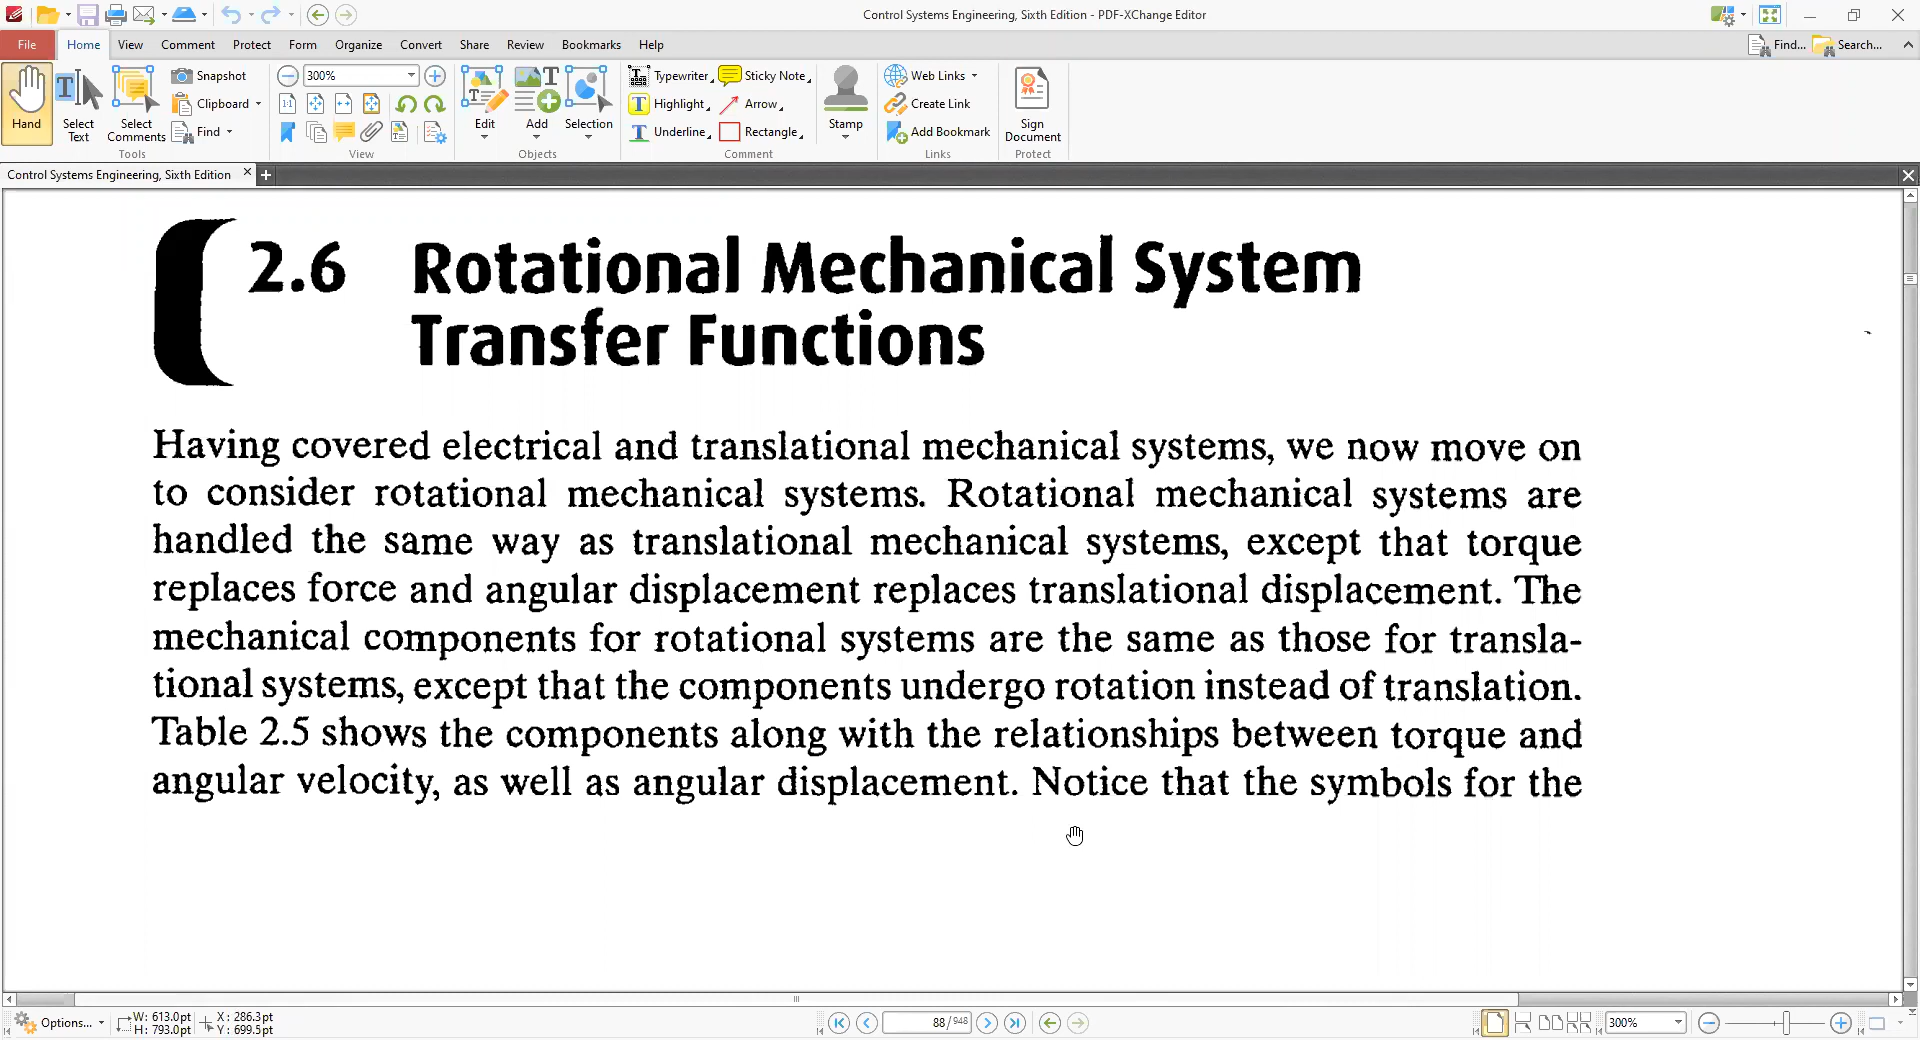 Control Systems Engineering, Sixth Edition - PDF-XChange Editor
File Home View Comment Protect Form Organize Convert Share Review Bookmarks Help Find... Search...
Hand
Select Text
Select Comments
Snapshot
Clipboard
Find
Tools
300%
1:1
View
Edit
Add
Selection
Objects
Typewriter
Highlight
Underline
Sticky Note
Arrow
Rectangle
Stamp
Comment
Web Links
Create Link
Add Bookmark
Links
Sign Document
Protect
Control Systems Engineering, Sixth Edition
2.6 Rotational Mechanical System
Transfer Functions
Having covered electrical and translational mechanical systems, we now move on
to consider rotational mechanical systems. Rotational mechanical systems are
handled the same way as translational mechanical systems, except that torque
replaces force and angular displacement replaces translational displacement. The
mechanical components for rotational systems are the same as those for transla-
tional systems, except that the components undergo rotation instead of translation.
Table 2.5 shows the components along with the relationships between torque and
angular velocity, as well as angular displacement. Notice that the symbols for the
Options...
W: 613.0pt
H: 793.0pt
X: 286.3pt
Y: 699.5pt
88/948
300%